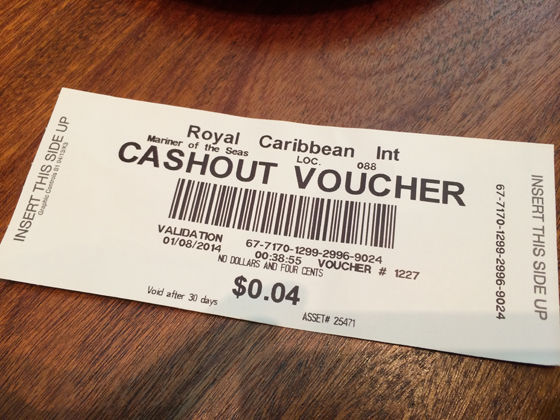 INSERT THIS SIDE UP
Graphic Controls
Royal Caribbean Int
Mariner of the Seas LOC. 088
CASHOUT VOUCHER
VALIDATION 67-7170-1299-2996-9024
01/08/2014 00:38:55 VOUCHER # 1227
NO DOLLARS AND FOUR CENTS
$0.04
Void after 30 days
ASSET# 25471
67-7170-1299-2996-9024
INSERT THIS SIDE UP